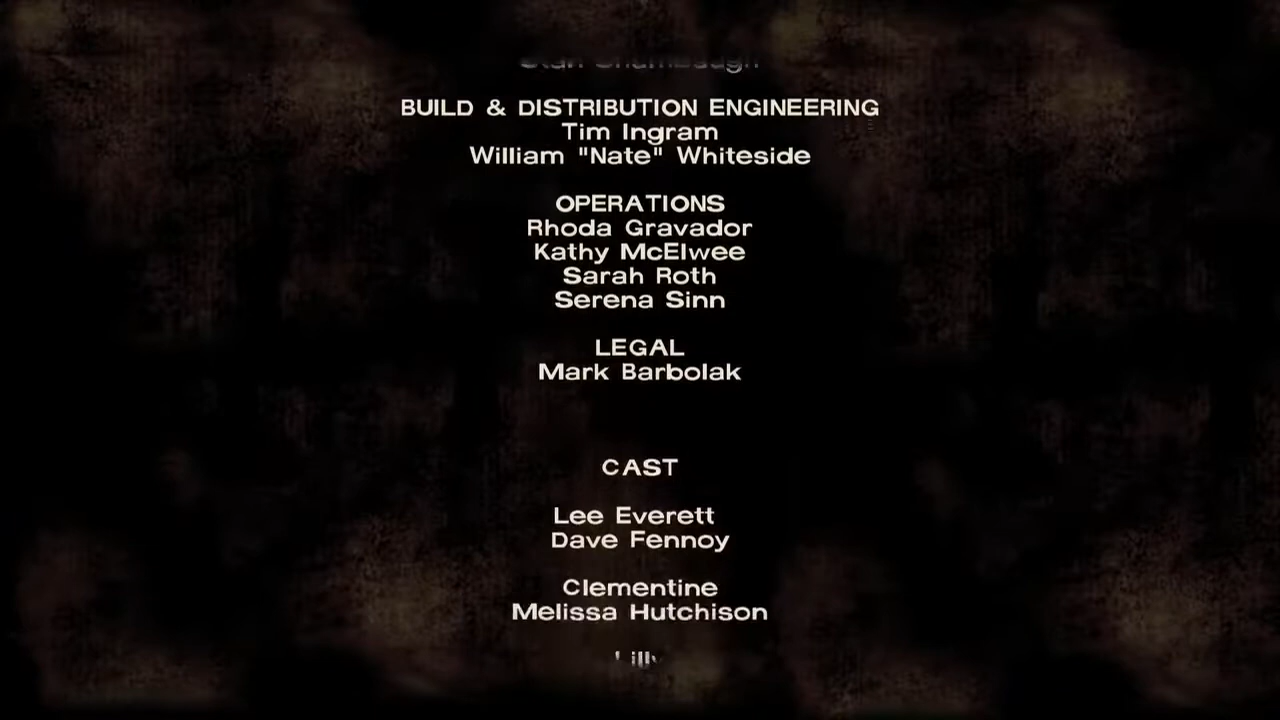 BUILD & DISTRIBUTION ENGINEERING
Tim Ingram
William "Nate" Whiteside
OPERATIONS
Rhoda Gravador
Kathy McElwee
Sarah Roth
Serena Sinn
LEGAL
Mark Barbolak
CAST
Lee Everett
Dave Fennoy
Clementine
Melissa Hutchison
Lilly